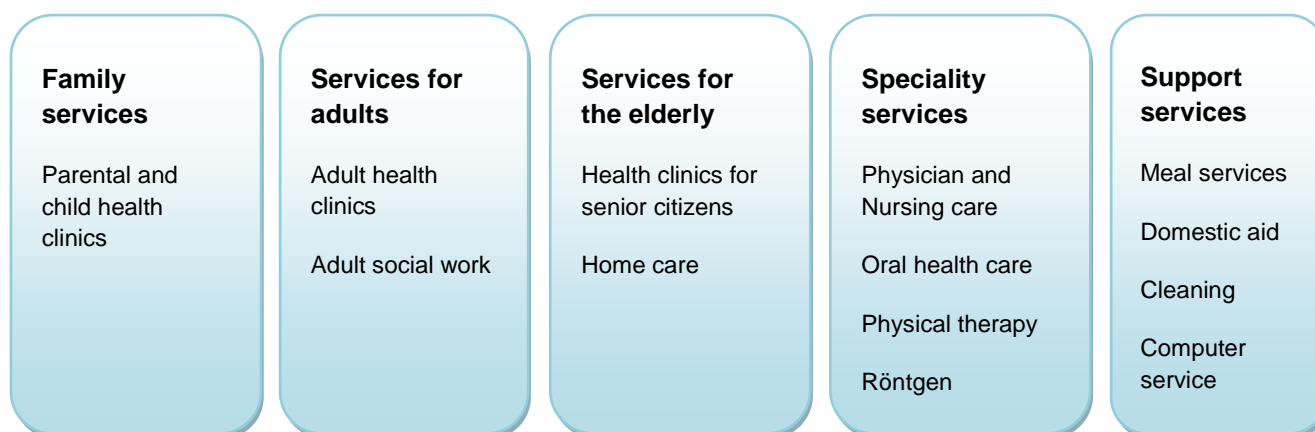 Family
services
Parental and
child health
clinics
Services for
adults
Adult health
clinics
Adult social work
Services for
the elderly
Health clinics for
senior citizens
Home care
Speciality
services
Physician and
Nursing care
Oral health care
Physical therapy
Röntgen
Support
services
Meal services
Domestic aid
Cleaning
Computer
service